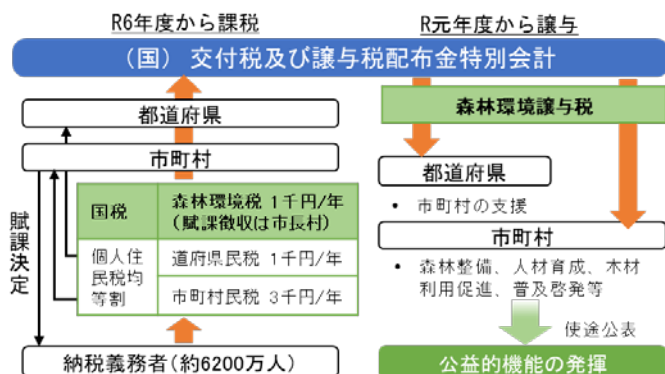 R6年度から課税
R元年度から譲与
（国）交付税及び譲与税配布金特別会計
都道府県
市町村
賦課決定
国税
森林環境税 1千円/年
(賦課徴収は市長村)
個人住
民税均
等割
道府県民税 1千円/年
市町村民税 3千円/年
納税義務者(約6200万人)
森林環境譲与税
都道府県
• 市町村の支援
市町村
• 森林整備、人材育成、木材
利用促進、普及啓発等
使途公表
公益的機能の発揮